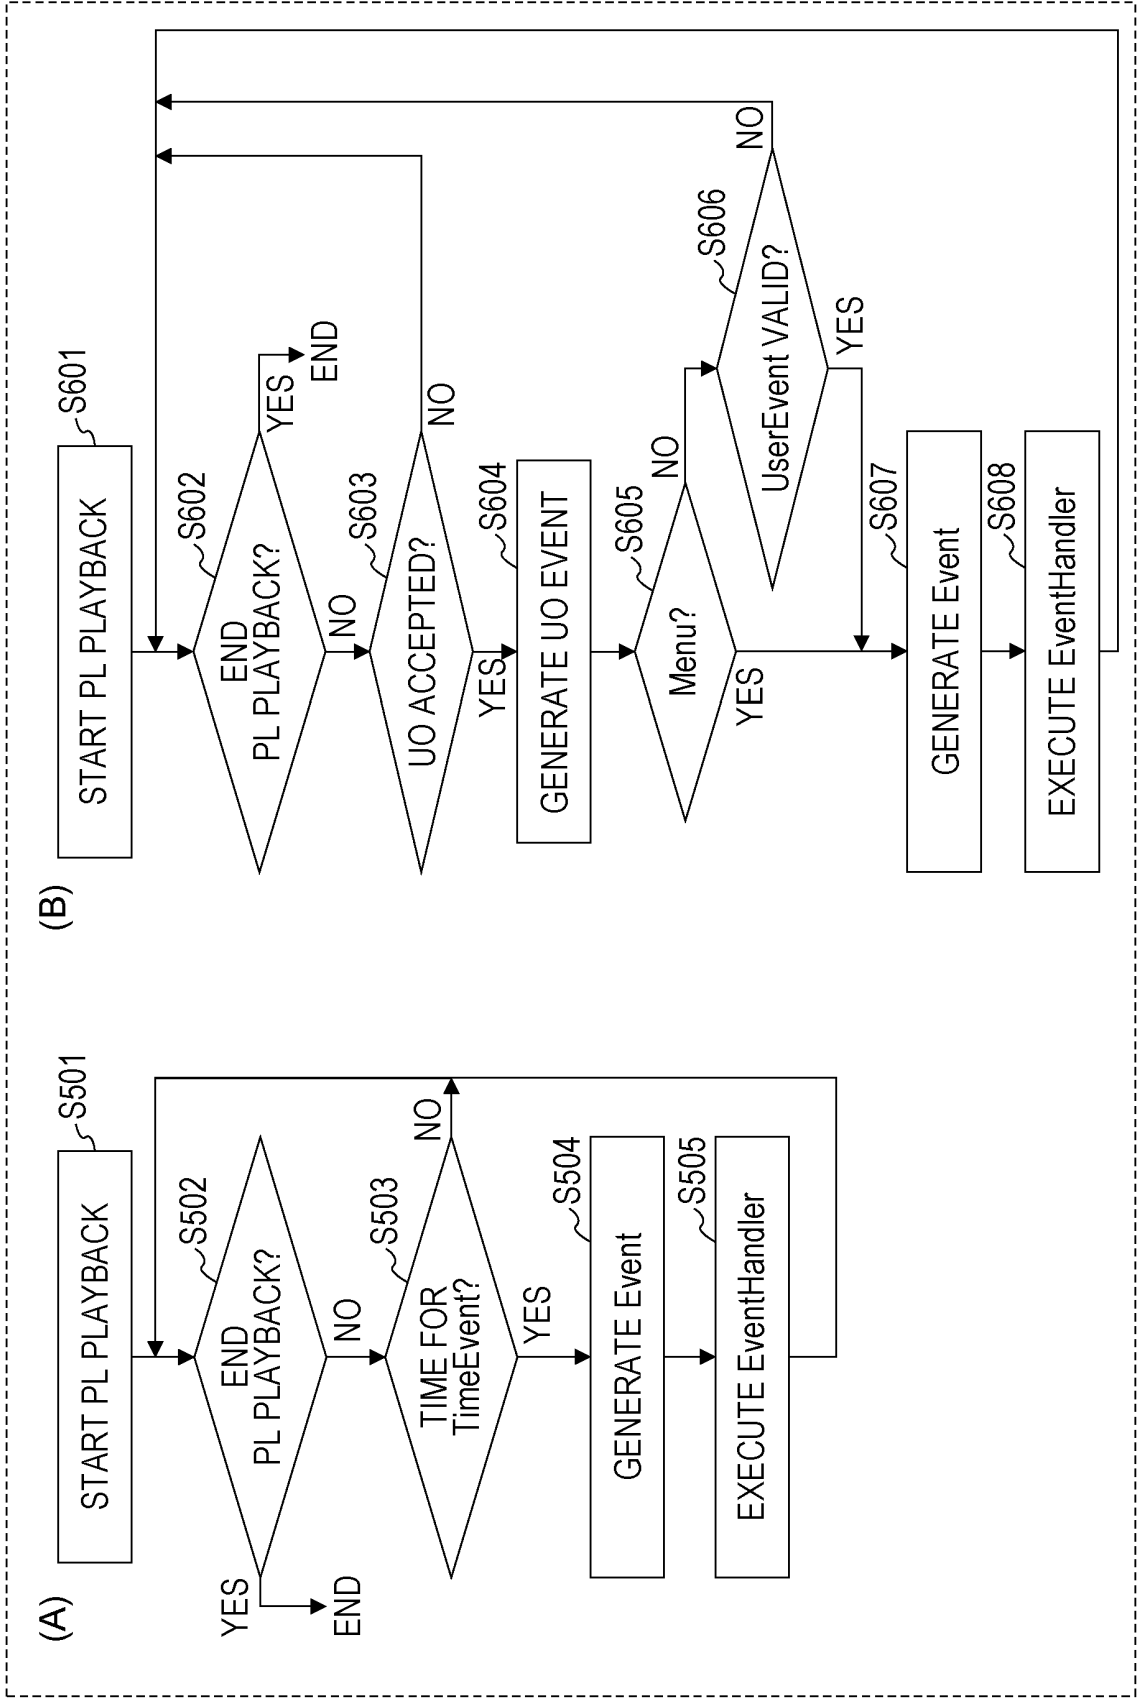 (A)
START PL PLAYBACK
S501
END
PL PLAYBACK?
S502
YES
END
NO
TIME FOR
TimeEvent?
S503
NO
YES
GENERATE Event
S504
EXECUTE EventHandler
S505
(B)
START PL PLAYBACK
S601
END
PL PLAYBACK?
S602
YES
END
NO
UO ACCEPTED?
S603
NO
YES
GENERATE UO EVENT
S604
Menu?
S605
NO
YES
UserEvent VALID?
S606
NO
YES
GENERATE Event
S607
EXECUTE EventHandler
S608